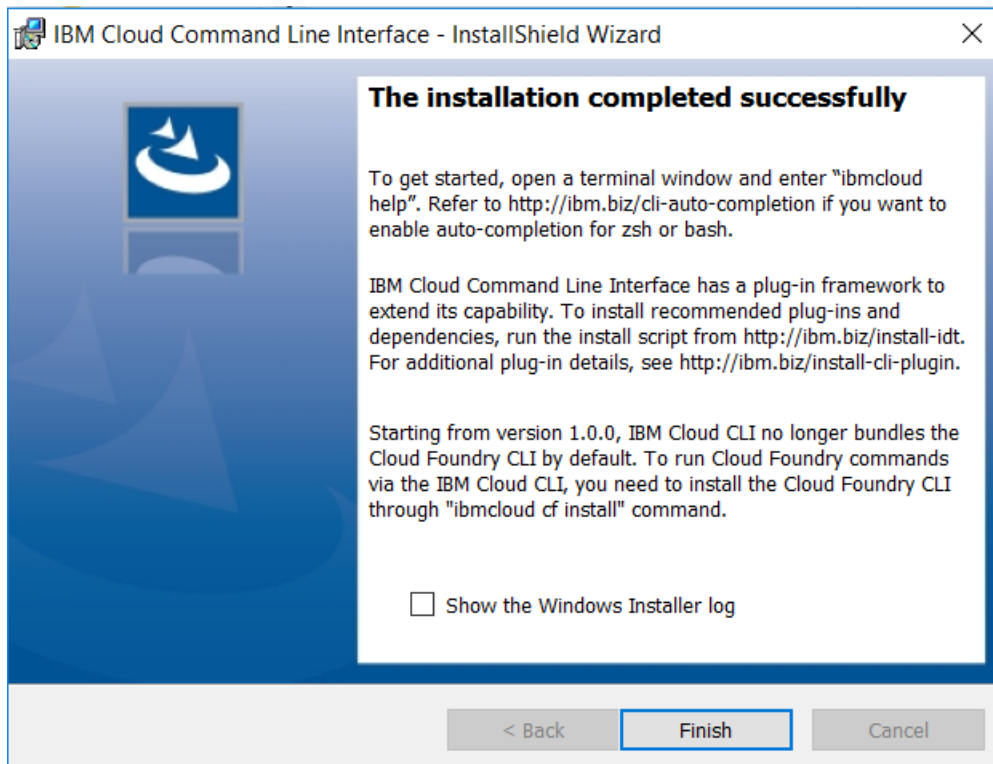 IBM Cloud Command Line Interface - InstallShield Wizard
The installation completed successfully
To get started, open a terminal window and enter “ibmcloud
help”. Refer to http://ibm.biz/cli-auto-completion if you want to
enable auto-completion for zsh or bash.
IBM Cloud Command Line Interface has a plug-in framework to
extend its capability. To install recommended plug-ins and
dependencies, run the install script from http://ibm.biz/install-idt.
For additional plug-in details, see http://ibm.biz/install-cli-plugin.
Starting from version 1.0.0, IBM Cloud CLI no longer bundles the
Cloud Foundry CLI by default. To run Cloud Foundry commands
via the IBM Cloud CLI, you need to install the Cloud Foundry CLI
through "ibmcloud cf install" command.
Show the Windows Installer log
< Back Finish Cancel